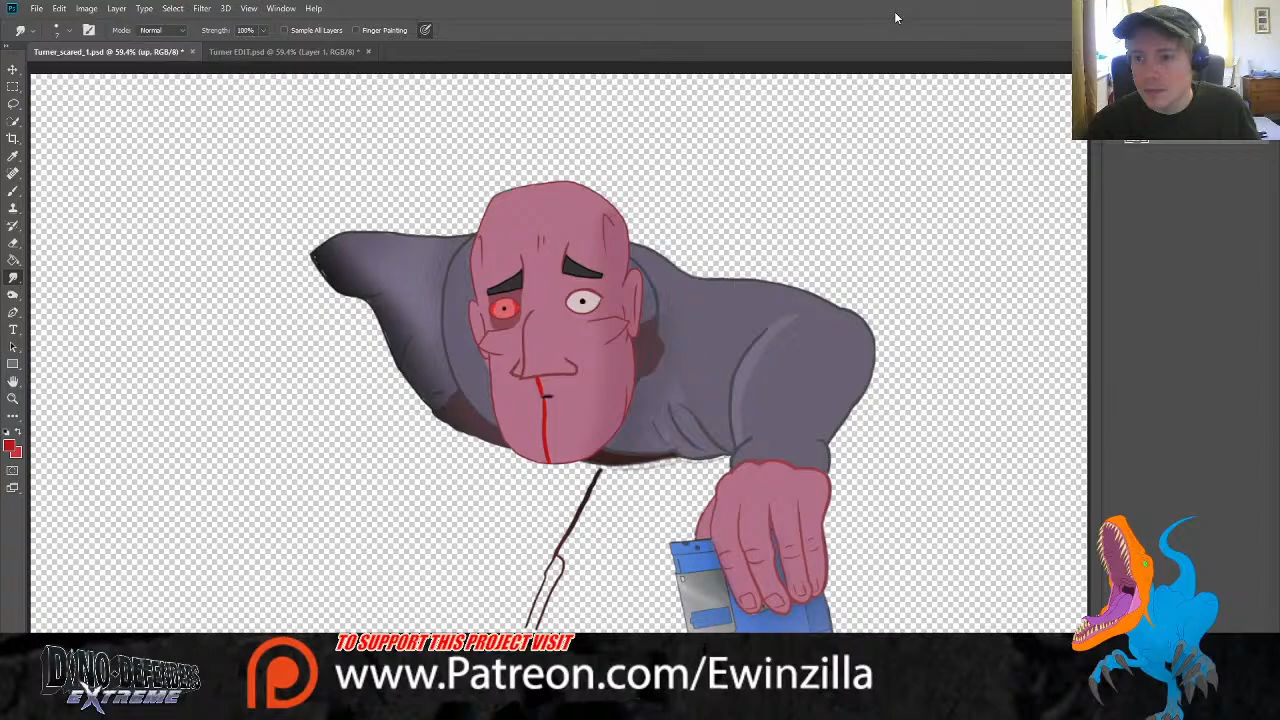 Ps File Edit Image Layer Type Select Filter 3D View Window Help
7 Mode: Normal Strength: 100% Sample All Layers Finger Painting
Turner_scared_1.psd @ 59.4% (up, RGB/8) * × Turner EDIT.psd @ 59.4% (Layer 1, RGB/8) * ×
TO SUPPORT THIS PROJECT VISIT
www.Patreon.com/Ewinzilla
DINO-DEFENDERS
EXTREME